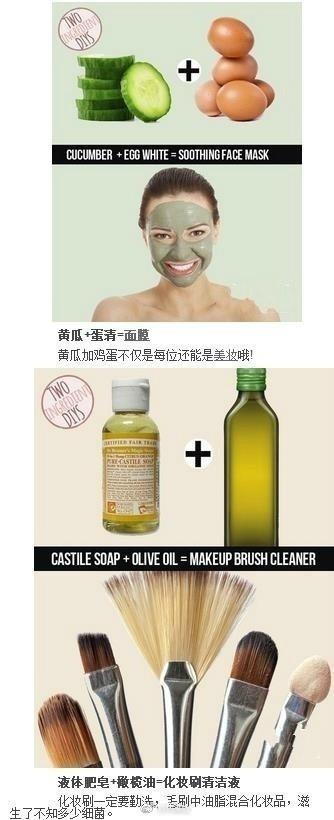 TWO
INGREDIENT
DIYS
CUCUMBER + EGG WHITE = SOOTHING FACE MASK
黄瓜+蛋清=面膜
黄瓜加鸡蛋不仅是每位还能是美妆哦!
TWO
INGREDIENT
DIYS
CERTIFIED FAIR TRADE
PURE-CASTILE SOAP
CASTILE SOAP + OLIVE OIL = MAKEUP BRUSH CLEANER
液体肥皂+橄榄油=化妆刷清洁液
化妆刷一定要勤洗，毛刷中油脂混合化妆品，滋
生了不知多少细菌。